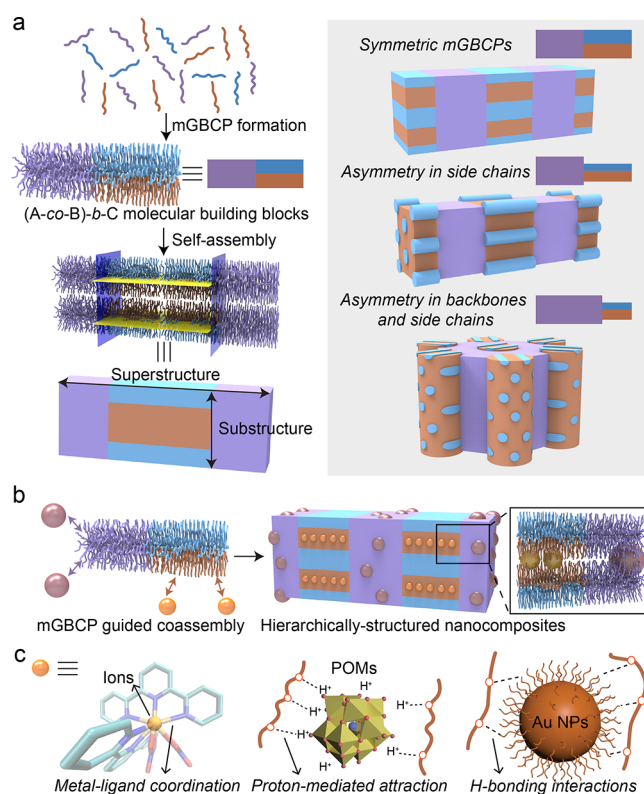 a
mGBCP formation
(A-co-B)-b-C molecular building blocks
Self-assembly
Superstructure
Substructure
Symmetric mGBCPs
Asymmetry in side chains
Asymmetry in backbones
and side chains
b
mGBCP guided coassembly
Hierarchically-structured nanocomposites
c
Ions
Metal-ligand coordination
POMs
H⁺
H⁺
H⁺
H⁺
H⁺
H⁺
Proton-mediated attraction
Au NPs
H-bonding interactions